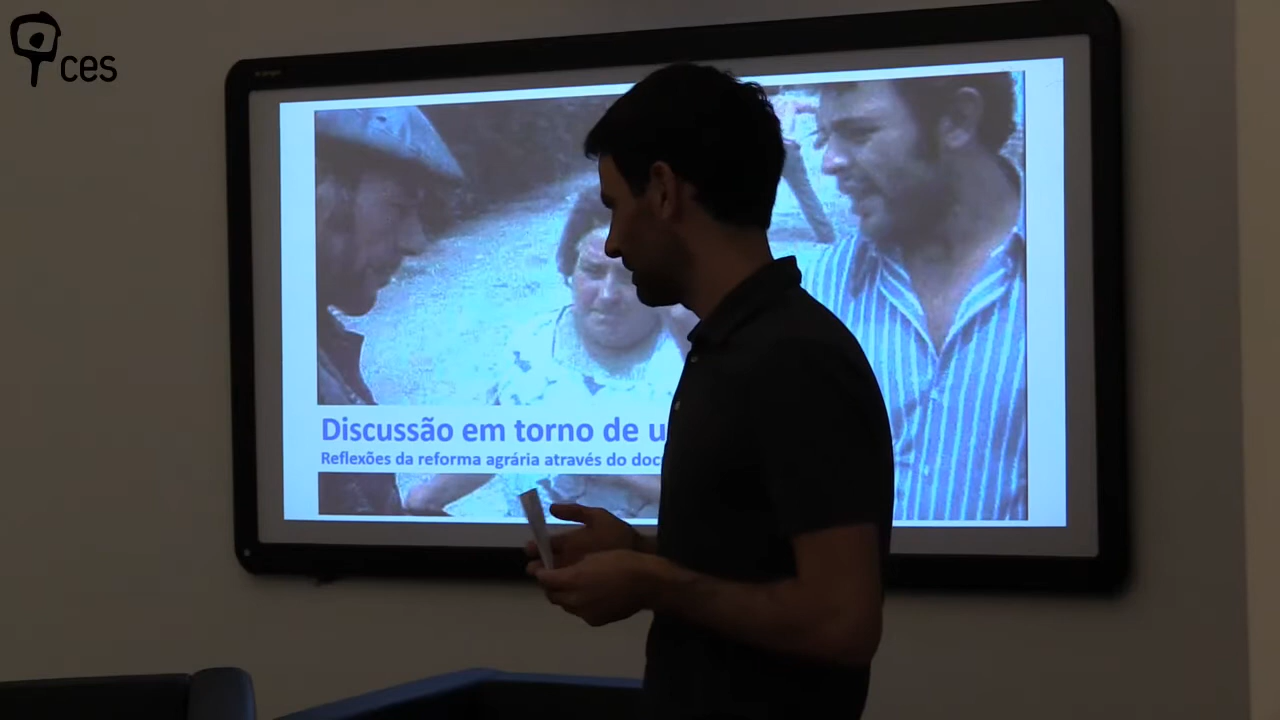 ces
Discussão em torno de u
Reflexões da reforma agrária através do doc